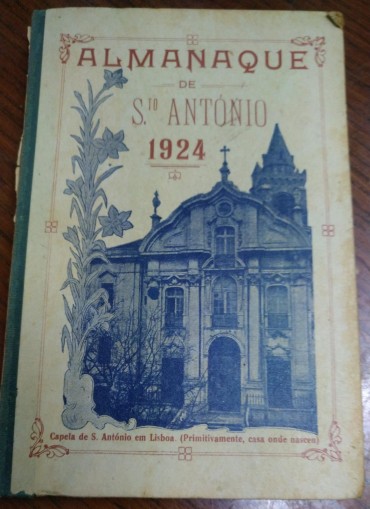 ALMANAQUE
DE
S.TO ANTÓNIO
1924
Capela de S. António em Lisboa. (Primitivamente, casa onde nasceu)